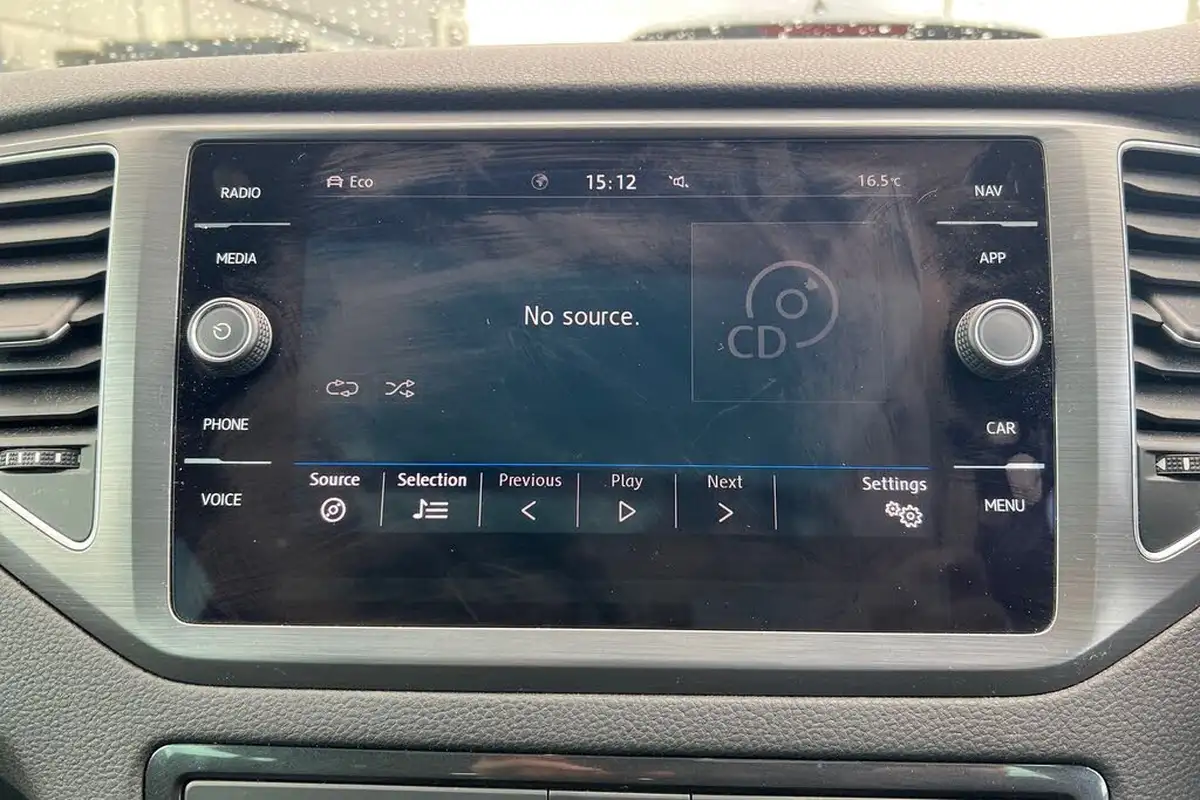 RADIO
MEDIA
PHONE
VOICE
Eco 15:12 16.5°C
No source.
CD
Source Selection Previous Play Next Settings
NAV
APP
CAR
MENU